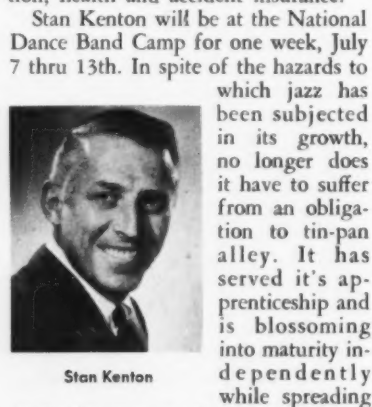 tion, health and accident insurance.
Stan Kenton will be at the National
Dance Band Camp for one week, July
7 thru 13th. In spite of the hazards to
which jazz has
been subjected
in its growth,
no longer does
it have to suffer
from an obliga-
tion to tin-pan
alley. It has
served it's ap-
prenticeship and
is blossoming
into maturity in-
dependently
while spreading
Stan Kenton